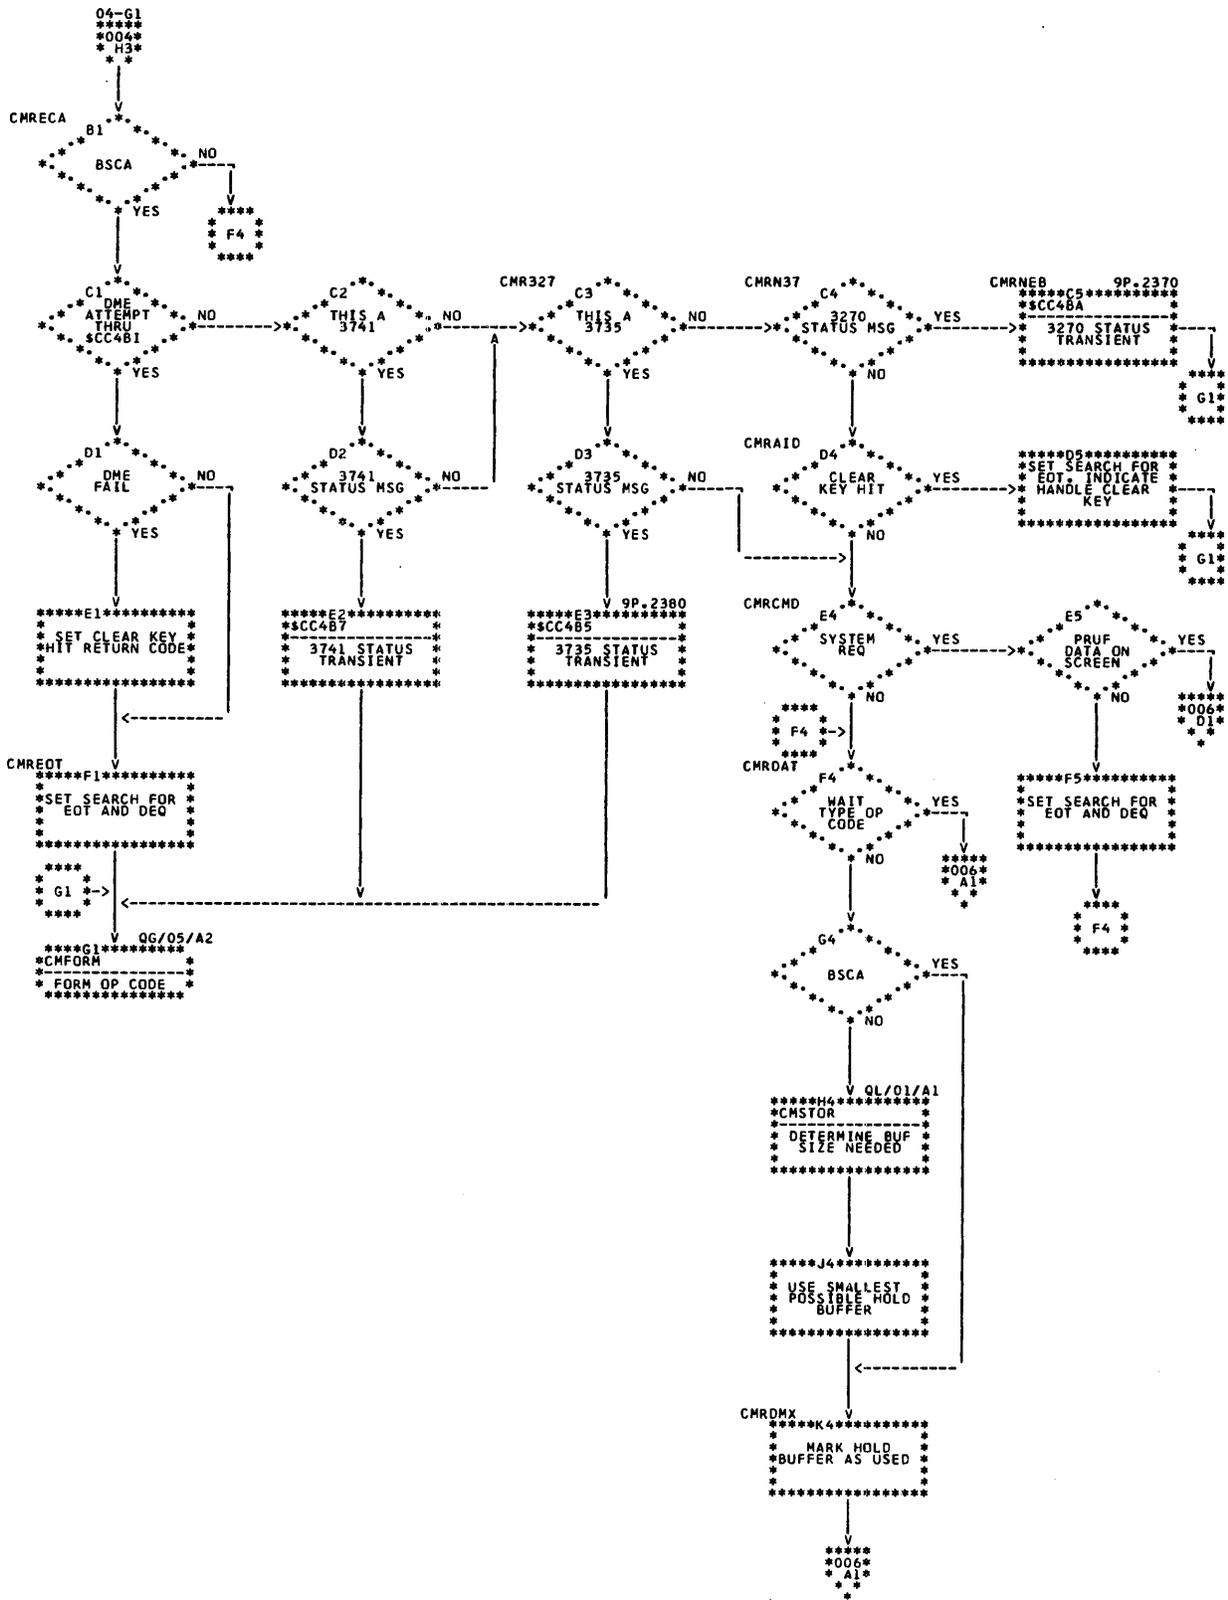 04-G1
004
H3
CMRECA
B1
BSCA
NO
YES
F4
C1
DME
ATTEMPT
THRU
$CC4BI
NO
YES
C2
THIS A
3741
NO
YES
CMR327
C3
THIS A
3735
NO
YES
CMRN37
C4
3270
STATUS MSG
YES
NO
CMRNEB
9P.2370
C5
$CC4BA
3270 STATUS
TRANSIENT
G1
A
D1
DME
FAIL
NO
YES
D2
3741
STATUS MSG
NO
YES
D3
3735
STATUS MSG
NO
YES
CMRAID
D4
CLEAR
KEY HIT
YES
NO
D5
SET SEARCH FOR
EOT. INDICATE
HANDLE CLEAR
KEY
G1
E1
SET CLEAR KEY
HIT RETURN CODE
E2
$CC4B7
3741 STATUS
TRANSIENT
9P.2380
E3
$CC4B5
3735 STATUS
TRANSIENT
CMRCMD
E4
SYSTEM
REQ
YES
NO
E5
PRUF
DATA ON
SCREEN
YES
NO
006
D1
F4
CMREOT
F1
SET SEARCH FOR
EOT AND DEQ
CMRDAT
F4
WAIT
TYPE OP
CODE
YES
NO
006
A1
F5
SET SEARCH FOR
EOT AND DEQ
F4
G1
QG/05/A2
G1
CMFORM
FORM OP CODE
G4
BSCA
YES
NO
QL/01/A1
H4
CMSTOR
DETERMINE BUF
SIZE NEEDED
J4
USE SMALLEST
POSSIBLE HOLD
BUFFER
CMRDMX
K4
MARK HOLD
BUFFER AS USED
006
A1